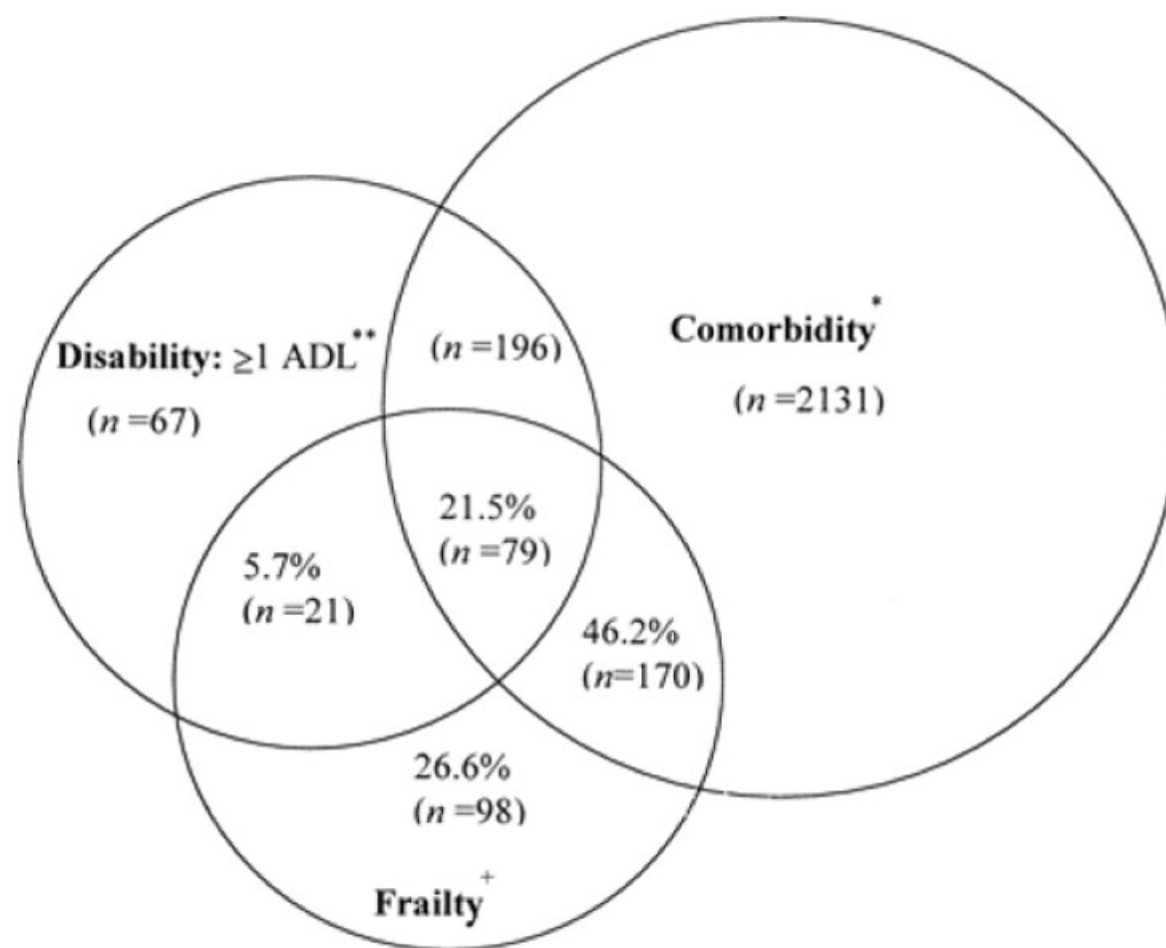 Comorbidity*
(n =2131)
Disability: ≥1 ADL**
(n =67)
(n =196)
21.5%
(n =79)
5.7%
(n =21)
46.2%
(n=170)
26.6%
(n =98)
Frailty+